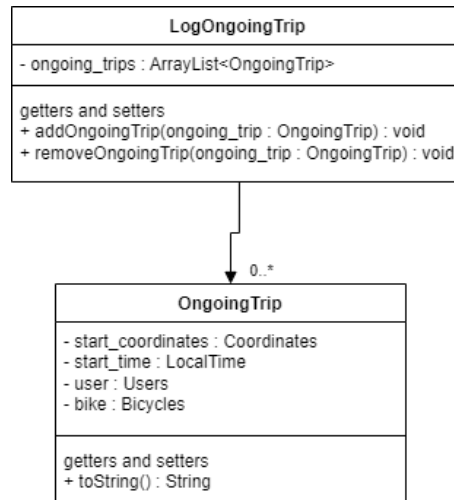 LogOngoingTrip
- ongoing_trips : ArrayList<OngoingTrip>
getters and setters
+ addOngoingTrip(ongoing_trip : OngoingTrip) : void
+ removeOngoingTrip(ongoing_trip : OngoingTrip) : void
0..*
OngoingTrip
- start_coordinates : Coordinates
- start_time : LocalTime
- user : Users
- bike : Bicycles
getters and setters
+ toString() : String